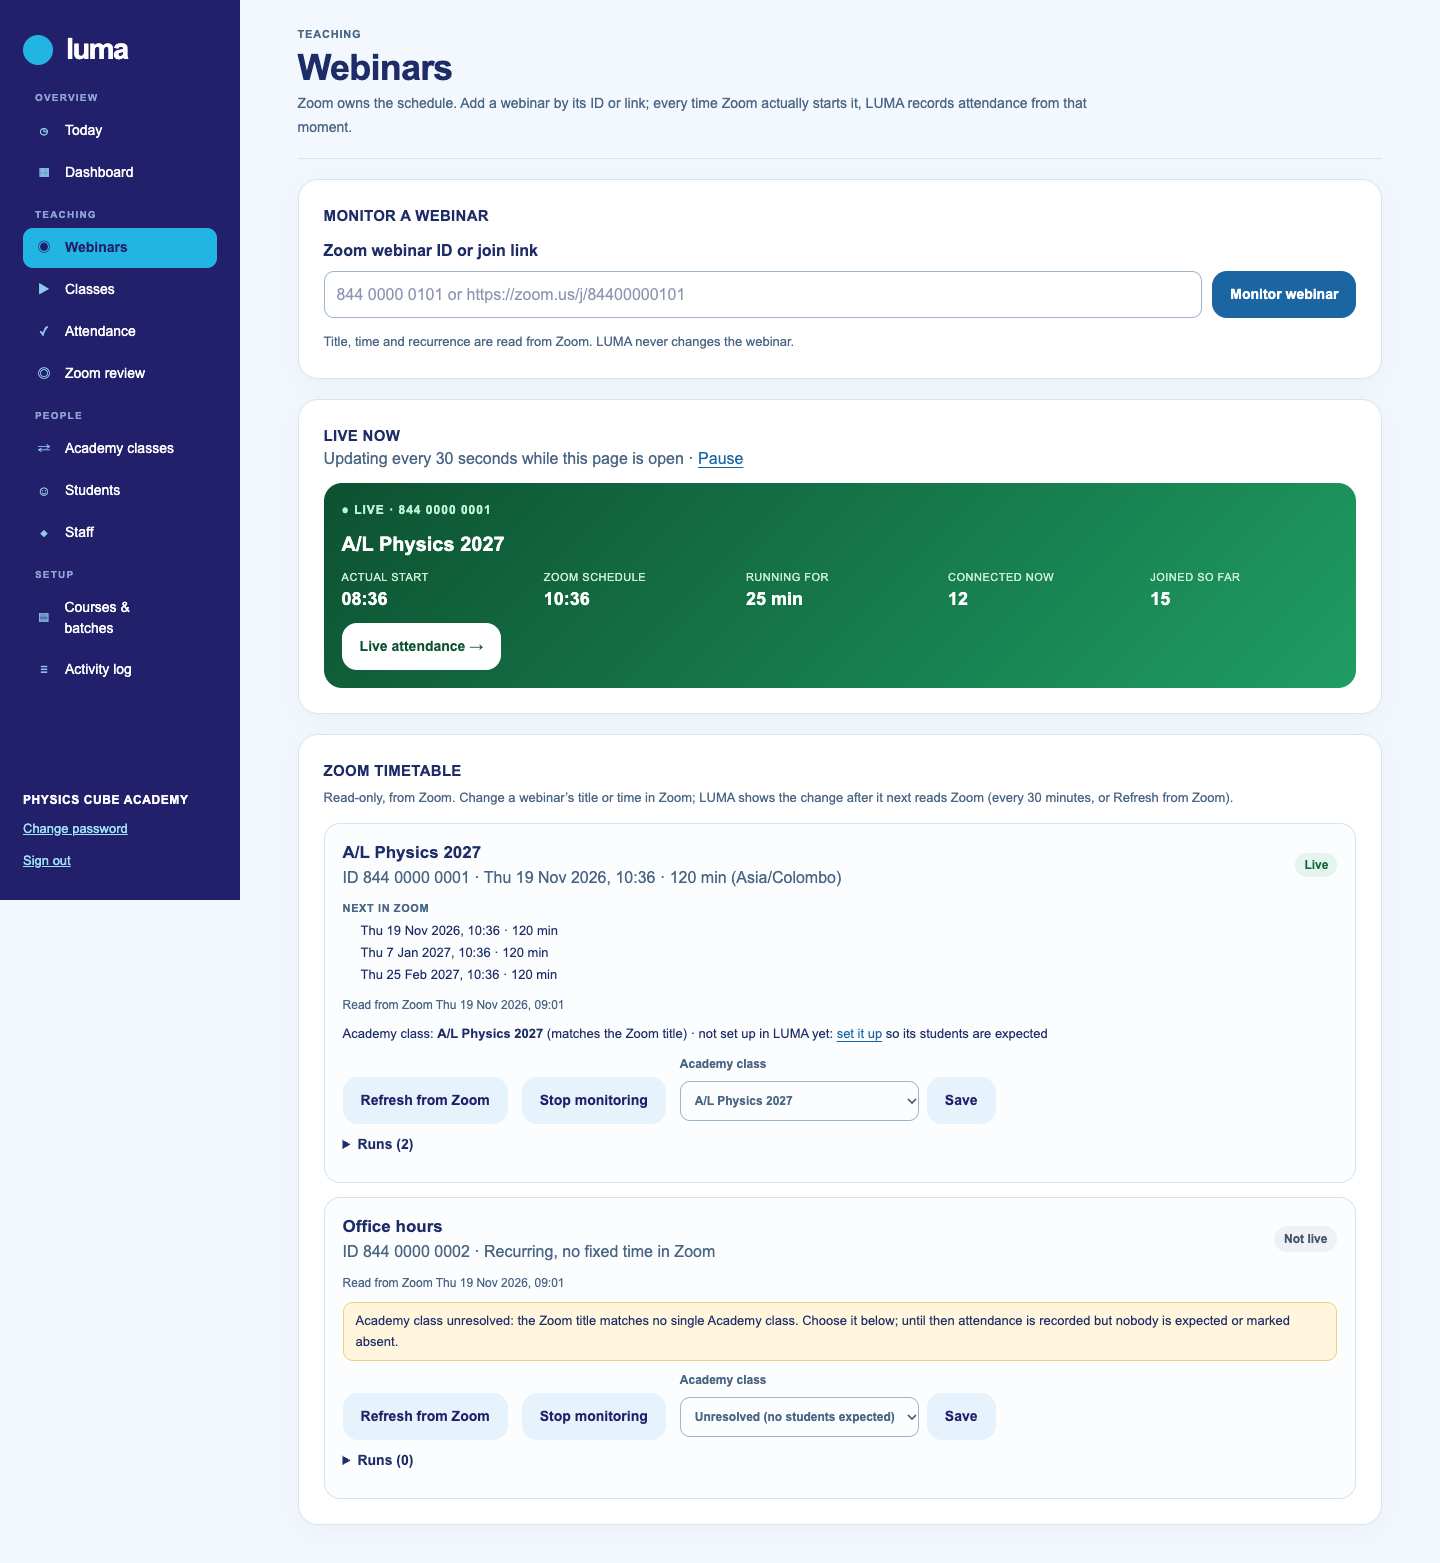 luma
OVERVIEW
Today
Dashboard
TEACHING
Webinars
Classes
Attendance
Zoom review
PEOPLE
Academy classes
Students
Staff
SETUP
Courses &
batches
Activity log
PHYSICS CUBE ACADEMY
Change password
Sign out
TEACHING
Webinars
Zoom owns the schedule. Add a webinar by its ID or link; every time Zoom actually starts it, LUMA records attendance from that
moment.
MONITOR A WEBINAR
Zoom webinar ID or join link
844 0000 0101 or https://zoom.us/j/84400000101
Monitor webinar
Title, time and recurrence are read from Zoom. LUMA never changes the webinar.
LIVE NOW
Updating every 30 seconds while this page is open · Pause
● LIVE · 844 0000 0001
A/L Physics 2027
ACTUAL START ZOOM SCHEDULE RUNNING FOR CONNECTED NOW JOINED SO FAR
08:36 10:36 25 min 12 15
Live attendance →
ZOOM TIMETABLE
Read-only, from Zoom. Change a webinar’s title or time in Zoom; LUMA shows the change after it next reads Zoom (every 30 minutes, or Refresh from Zoom).
A/L Physics 2027
Live
ID 844 0000 0001 · Thu 19 Nov 2026, 10:36 · 120 min (Asia/Colombo)
NEXT IN ZOOM
Thu 19 Nov 2026, 10:36 · 120 min
Thu 7 Jan 2027, 10:36 · 120 min
Thu 25 Feb 2027, 10:36 · 120 min
Read from Zoom Thu 19 Nov 2026, 09:01
Academy class: A/L Physics 2027 (matches the Zoom title) · not set up in LUMA yet: set it up so its students are expected
Academy class
Refresh from Zoom Stop monitoring A/L Physics 2027 Save
▶ Runs (2)
Office hours
Not live
ID 844 0000 0002 · Recurring, no fixed time in Zoom
Read from Zoom Thu 19 Nov 2026, 09:01
Academy class unresolved: the Zoom title matches no single Academy class. Choose it below; until then attendance is recorded but nobody is expected or marked
absent.
Academy class
Refresh from Zoom Stop monitoring Unresolved (no students expected) Save
▶ Runs (0)